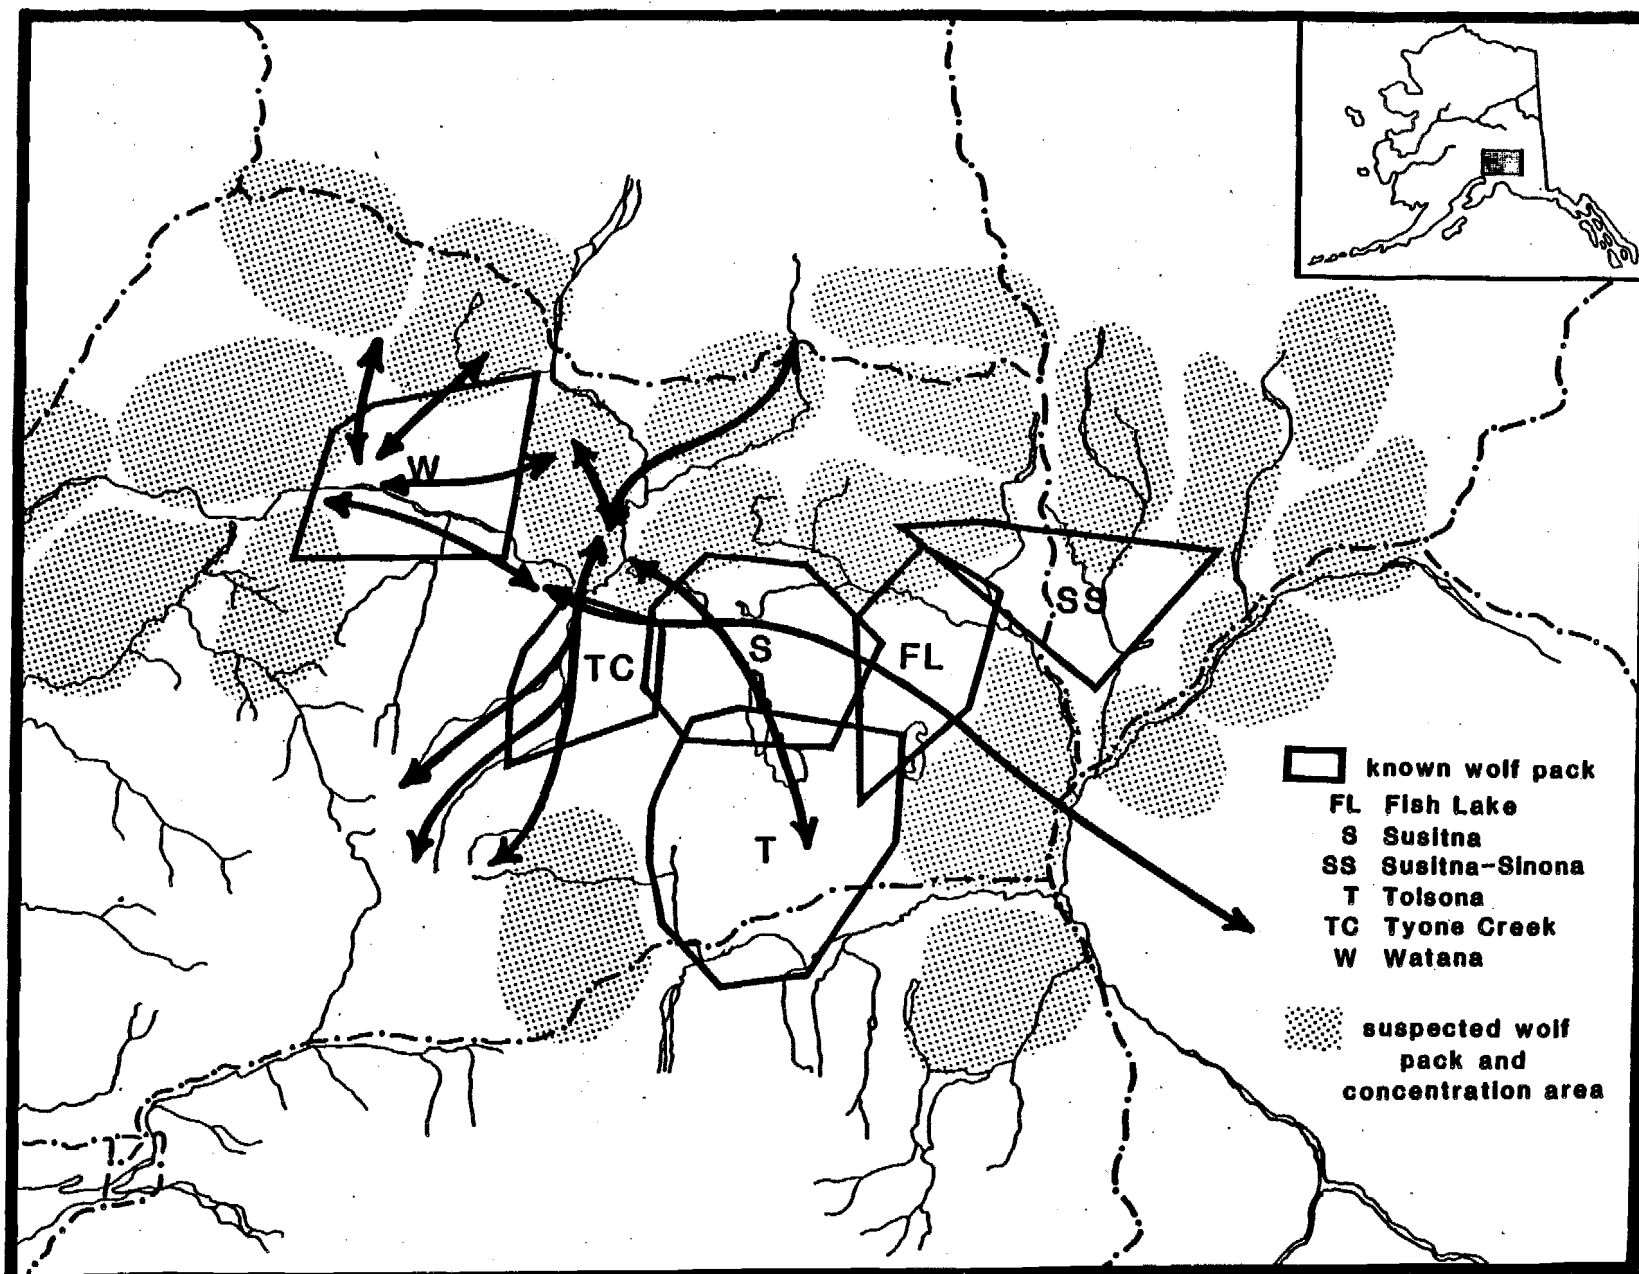 W
SS
S
FL
TC
T
known wolf pack
FL Fish Lake
S Susitna
SS Susitna-Sinona
T Tolsona
TC Tyone Creek
W Watana
suspected wolf
pack and
concentration area